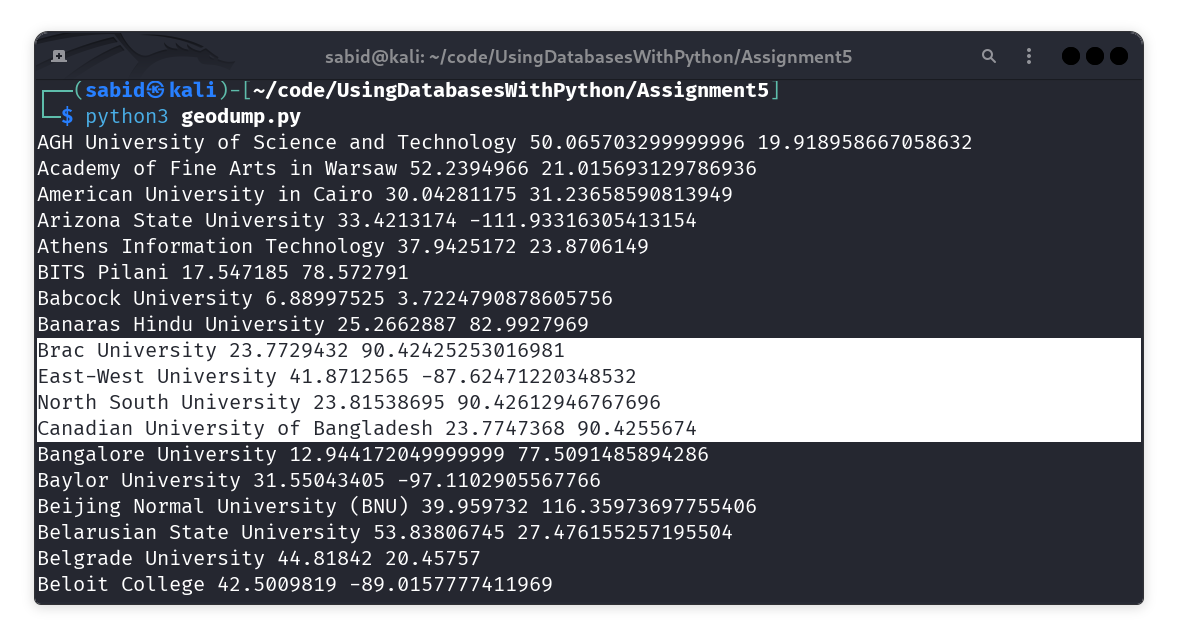 sabid@kali: ~/code/UsingDatabasesWithPython/Assignment5
┌──(sabid㉿kali)-[~/code/UsingDatabasesWithPython/Assignment5]
└─$ python3 geodump.py
AGH University of Science and Technology 50.065703299999996 19.918958667058632
Academy of Fine Arts in Warsaw 52.2394966 21.015693129786936
American University in Cairo 30.04281175 31.23658590813949
Arizona State University 33.4213174 -111.93316305413154
Athens Information Technology 37.9425172 23.8706149
BITS Pilani 17.547185 78.572791
Babcock University 6.88997525 3.7224790878605756
Banaras Hindu University 25.2662887 82.9927969
Brac University 23.7729432 90.42425253016981
East-West University 41.8712565 -87.62471220348532
North South University 23.81538695 90.42612946767696
Canadian University of Bangladesh 23.7747368 90.4255674
Bangalore University 12.944172049999999 77.5091485894286
Baylor University 31.55043405 -97.1102905567766
Beijing Normal University (BNU) 39.959732 116.35973697755406
Belarusian State University 53.83806745 27.476155257195504
Belgrade University 44.81842 20.45757
Beloit College 42.5009819 -89.0157777411969